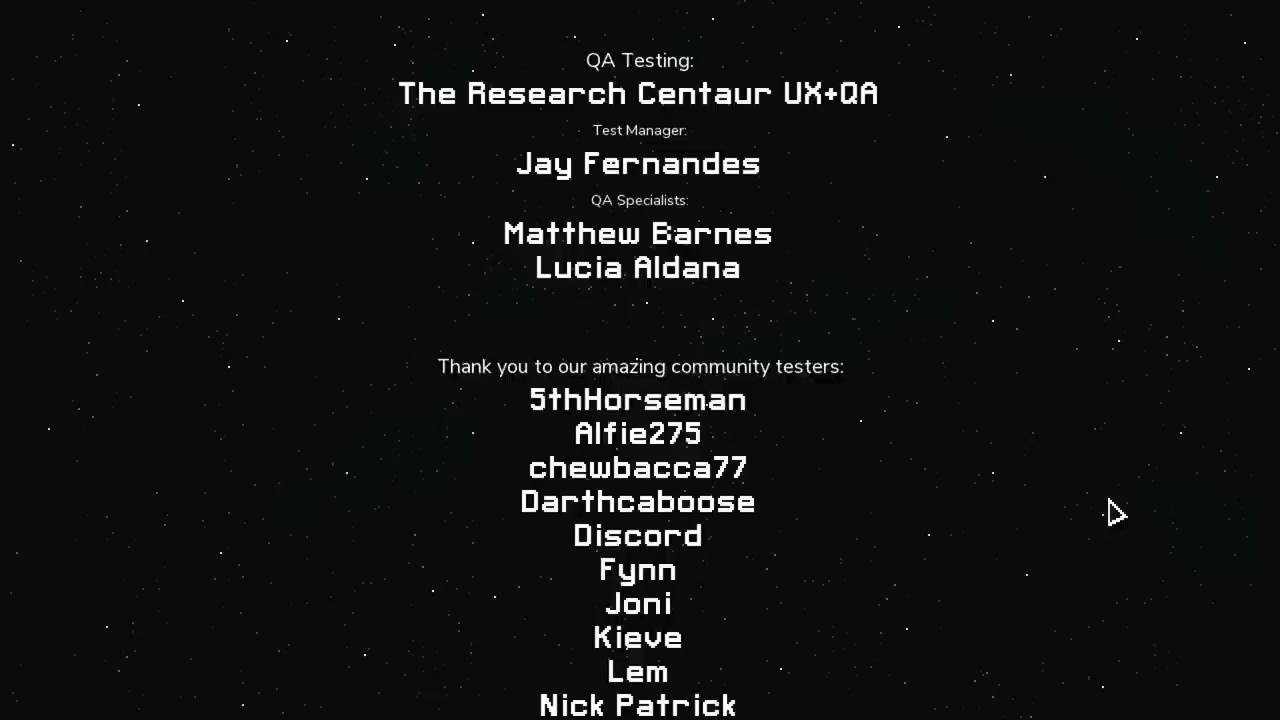 QA Testing:
The Research Centaur UX+QA
Test Manager:
Jay Fernandes
QA Specialists:
Matthew Barnes
Lucia Aldana
Thank you to our amazing community testers:
5thHorseman
Alfie275
chewbacca77
Darthcaboose
Discord
Fynn
Joni
Kieve
Lem
Nick Patrick